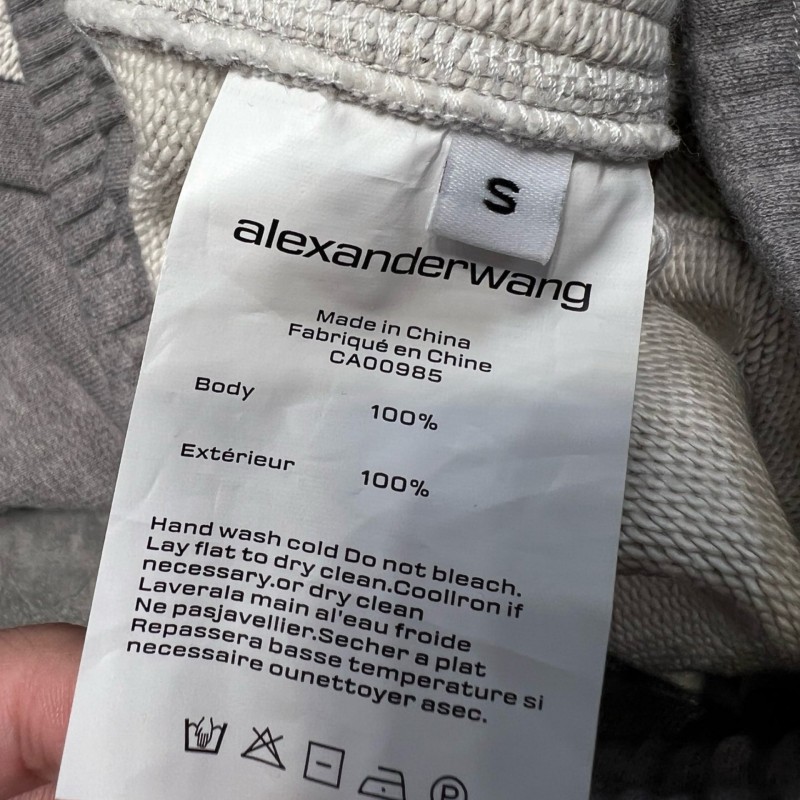 S
alexanderwang
Made in China
Fabriqué en Chine
CA00985
Body
100%
Extérieur
100%
Hand wash cold Do not bleach.
Lay flat to dry clean.CoolIron if
necessary.or dry clean
Laverala main al'eau froide
Ne pasjavellier.Secher a plat
Repassera basse temperature si
necessaire ounettoyer asec.
P